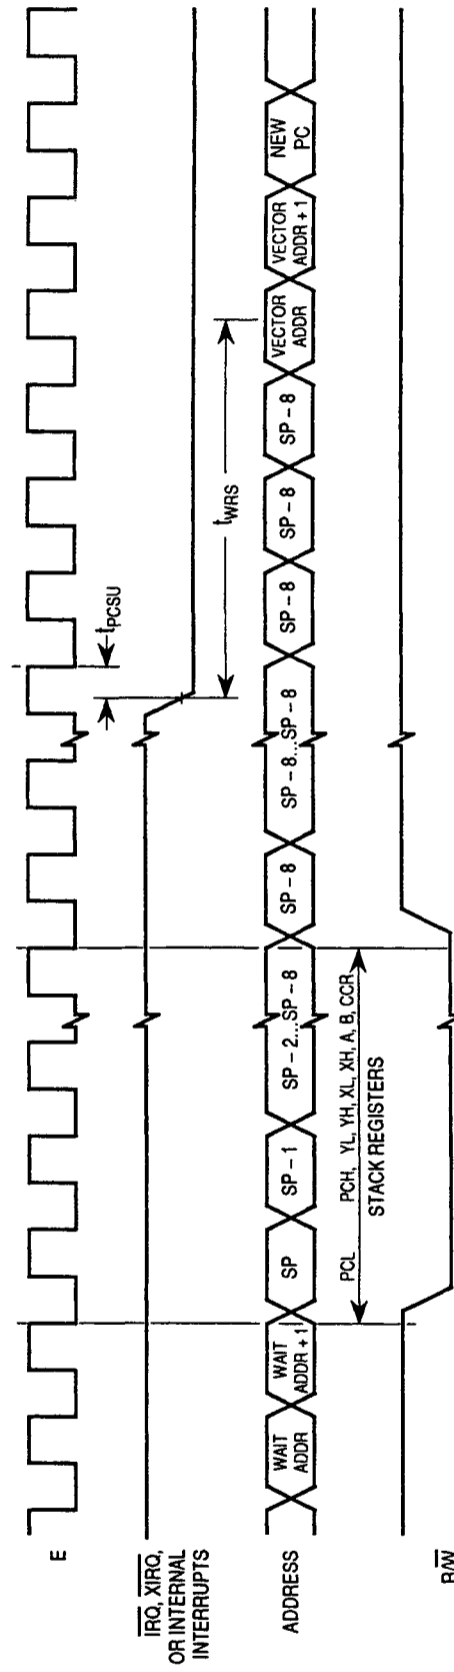 E
t_PCSU
IRQ, XIRQ,
OR INTERNAL
INTERRUPTS
t_WRS
ADDRESS
WAIT
ADDR
WAIT
ADDR + 1
SP
SP – 1
SP – 2...SP – 8
SP – 8
SP – 8...SP – 8
SP – 8
SP – 8
SP – 8
VECTOR
ADDR
VECTOR
ADDR + 1
NEW
PC
PCL PCH, YL, YH, XL, XH, A, B, CCR
STACK REGISTERS
R/W